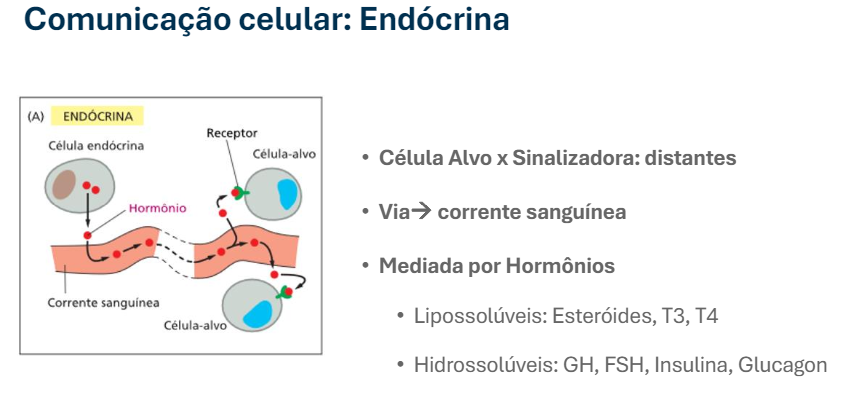 Comunicação celular: Endócrina
(A) ENDÓCRINA
Célula endócrina
Receptor
Célula-alvo
Hormônio
Corrente sanguínea
Célula-alvo
• Célula Alvo x Sinalizadora: distantes
• Via→ corrente sanguínea
• Mediada por Hormônios
• Lipossolúveis: Esteróides, T3, T4
• Hidrossolúveis: GH, FSH, Insulina, Glucagon